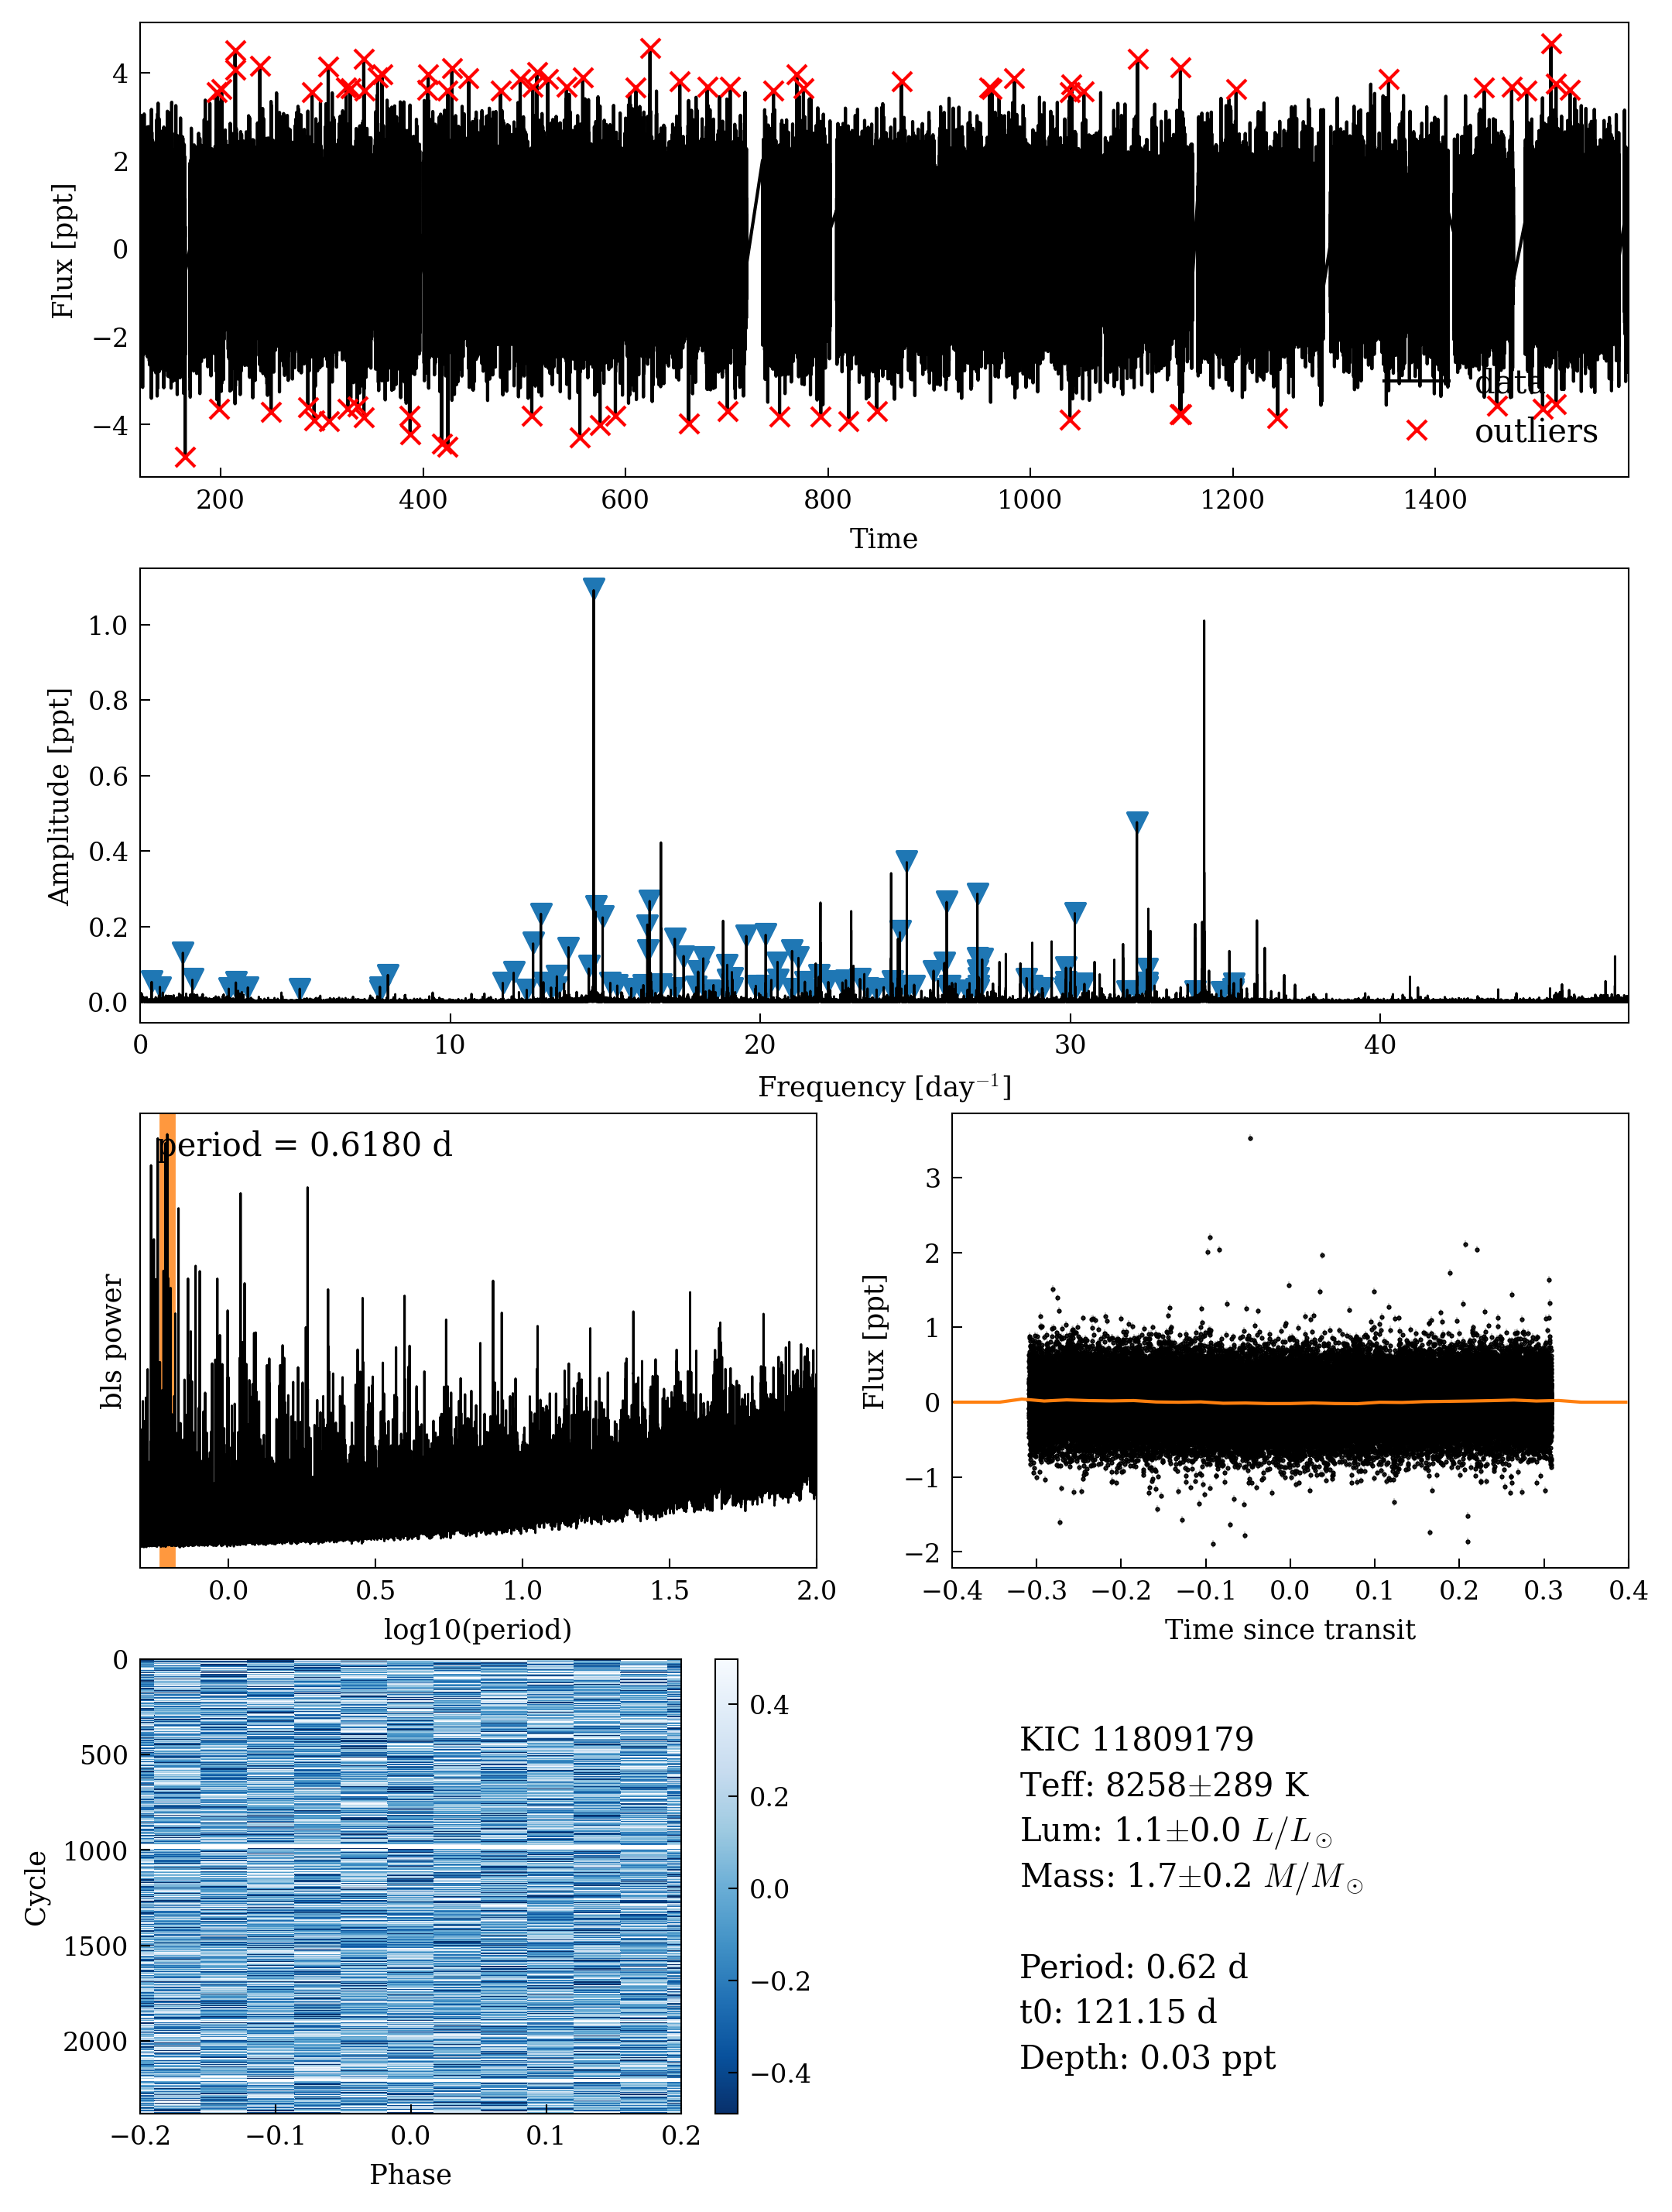 4
2
0
−2
−4
Flux [ppt]
data
outliers
200
400
600
800
1000
1200
1400
Time
1.0
0.8
0.6
0.4
0.2
0.0
Amplitude [ppt]
0
10
20
30
40
Frequency [day⁻¹]
period = 0.6180 d
bls power
0.0
0.5
1.0
1.5
2.0
log10(period)
3
2
1
0
−1
−2
Flux [ppt]
−0.4
−0.3
−0.2
−0.1
0.0
0.1
0.2
0.3
0.4
Time since transit
0
500
1000
1500
2000
Cycle
−0.2
−0.1
0.0
0.1
0.2
Phase
0.4
0.2
0.0
−0.2
−0.4
KIC 11809179
Teff: 8258±289 K
Lum: 1.1±0.0 L/L⊙
Mass: 1.7±0.2 M/M⊙
Period: 0.62 d
t0: 121.15 d
Depth: 0.03 ppt